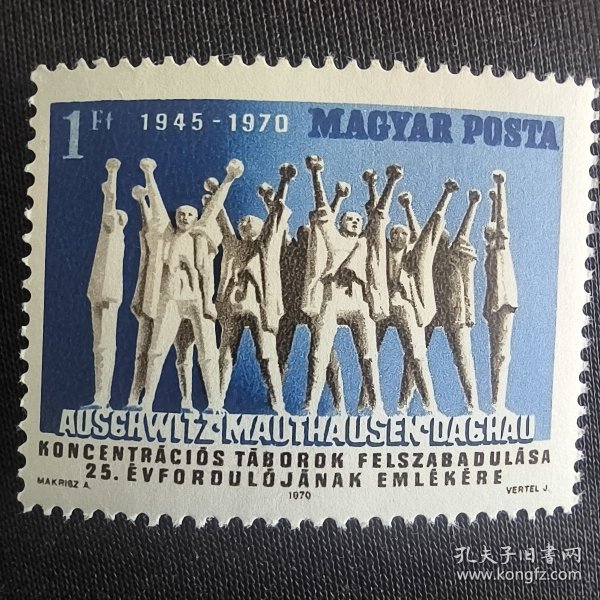 1 Ft 1945-1970 MAGYAR POSTA
AUSCHWITZ·MAUTHAUSEN·DACHAU
KONCENTRÁCIÓS TÁBOROK FELSZABADULÁSA
25. ÉVFORDULÓJÁNAK EMLÉKÉRE
MAKRISZ A. 1970 VERTEL J.
孔夫子旧书网
www.kongfz.com